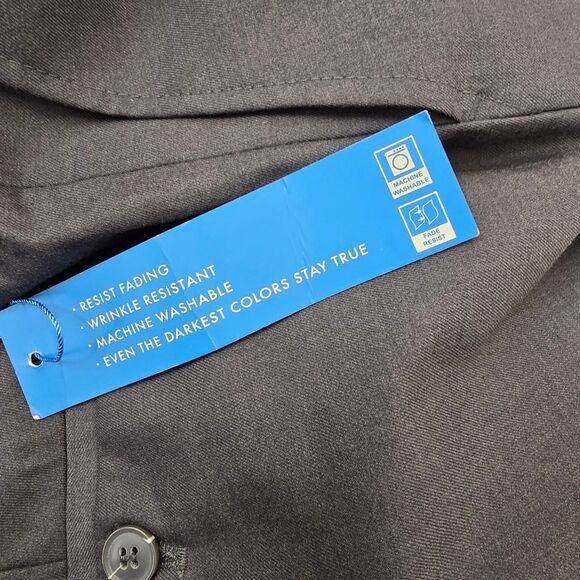 MACHINE
WASHABLE
FADE
RESIST
• RESIST FADING
• WRINKLE RESISTANT
• MACHINE WASHABLE
• EVEN THE DARKEST COLORS STAY TRUE